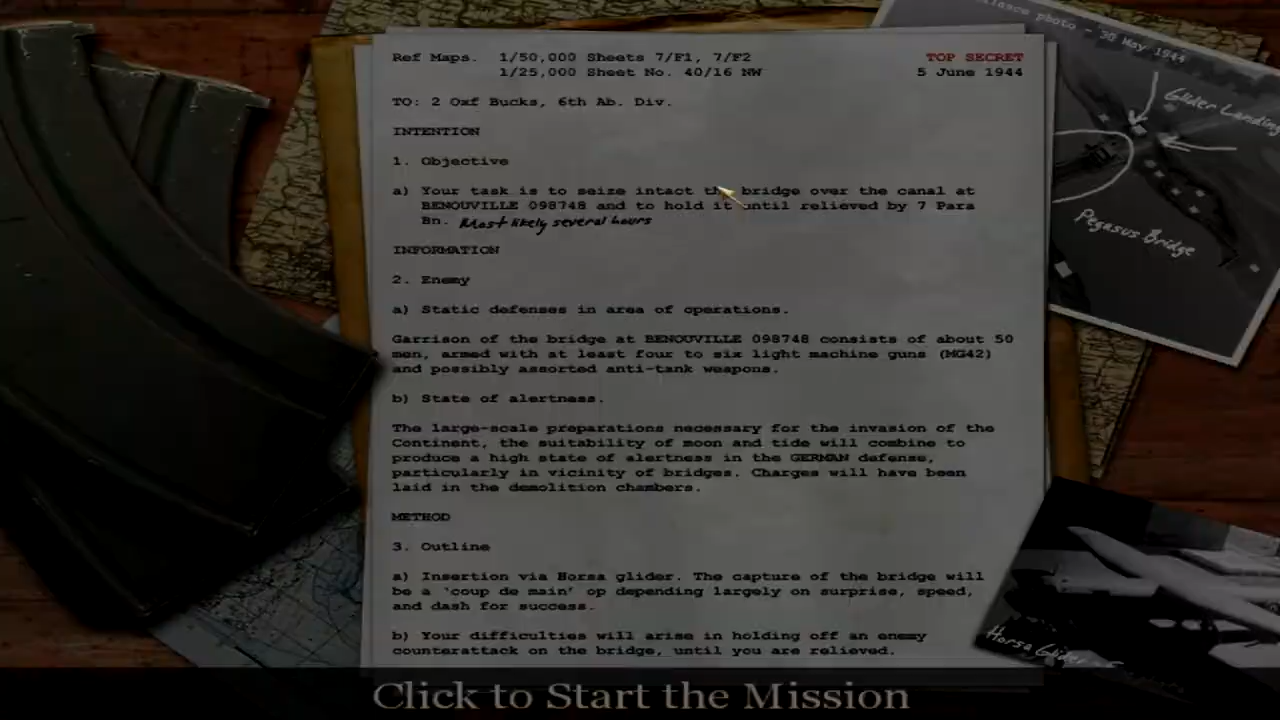 Ref Maps. 1/50,000 Sheets 7/F1, 7/F2
1/25,000 Sheet No. 40/16 NW
TOP SECRET
5 June 1944
TO: 2 Oxf Bucks, 6th Ab. Div.
INTENTION
1. Objective
a) Your task is to seize intact the bridge over the canal at
BENOUVILLE 098748 and to hold it until relieved by 7 Para
Bn. Most likely several hours
INFORMATION
2. Enemy
a) Static defenses in area of operations.
Garrison of the bridge at BENOUVILLE 098748 consists of about 50
men, armed with at least four to six light machine guns (MG42)
and possibly assorted anti-tank weapons.
b) State of alertness.
The large-scale preparations necessary for the invasion of the
Continent, the suitability of moon and tide will combine to
produce a high state of alertness in the GERMAN defense,
particularly in vicinity of bridges. Charges will have been
laid in the demolition chambers.
METHOD
3. Outline
a) Insertion via Horsa glider. The capture of the bridge will
be a 'coup de main' op depending largely on surprise, speed,
and dash for success.
b) Your difficulties will arise in holding off an enemy
counterattack on the bridge, until you are relieved.
photo - 30 May 1944
Glider Landing
Pegasus Bridge
Horsa Glider -
Click to Start the Mission